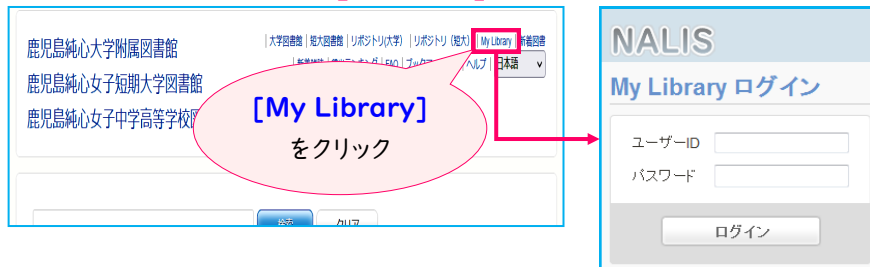 鹿児島純心大学附属図書館
鹿児島純心女子短期大学図書館
鹿児島純心女子中学高等学校図
| 大学図書館 | 短大図書館 | リポジトリ(大学) | リポジトリ (短大) | My Library | 新着図書
ヘルプ | 日本語
[My Library]
をクリック
検索 クリア
NALIS
My Library ログイン
ユーザーID
パスワード
ログイン